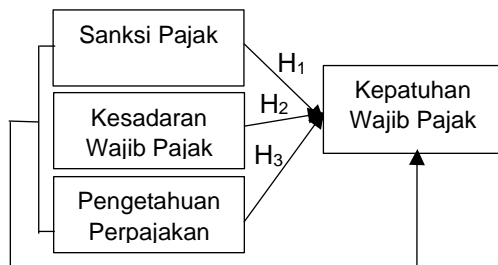 Sanksi Pajak
H1
Kepatuhan
Wajib Pajak
H2
Kesadaran
Wajib Pajak
H3
Pengetahuan
Perpajakan